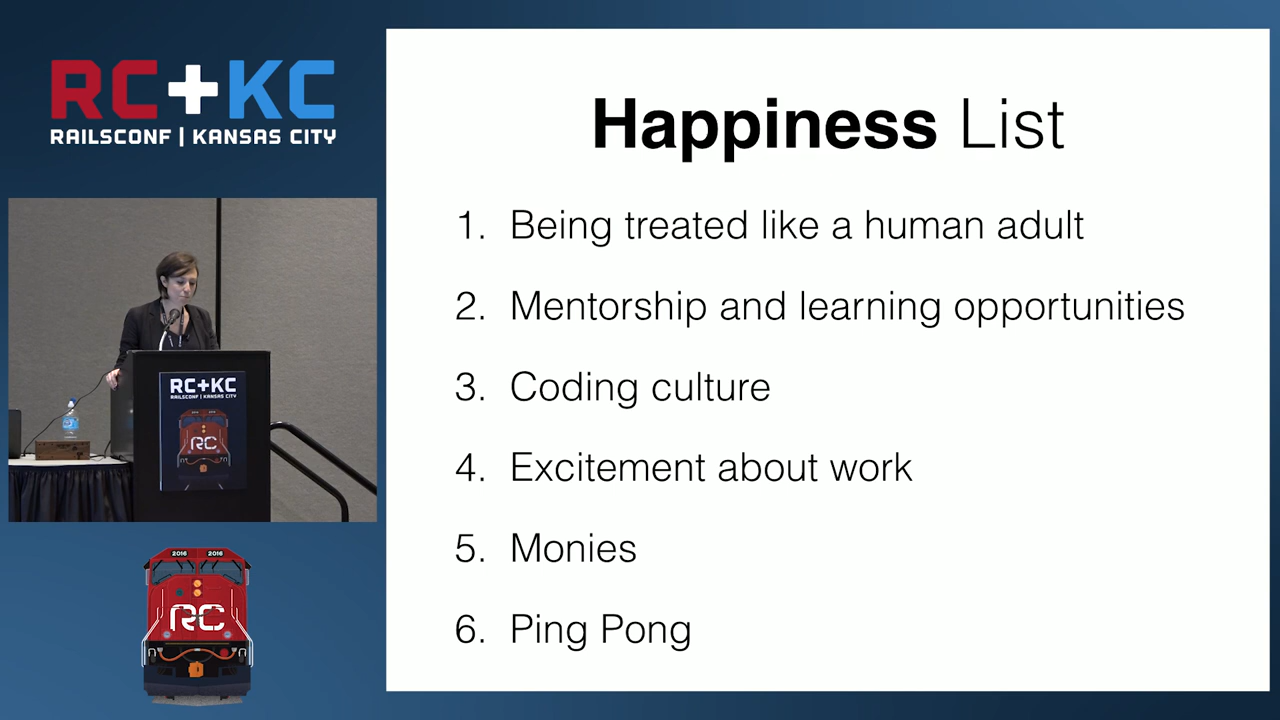 RC+KC
RAILSCONF | KANSAS CITY
Happiness List
1. Being treated like a human adult
2. Mentorship and learning opportunities
3. Coding culture
4. Excitement about work
5. Monies
6. Ping Pong
RC+KC
RAILSCONF | KANSAS CITY
RC
2016 2016
RC